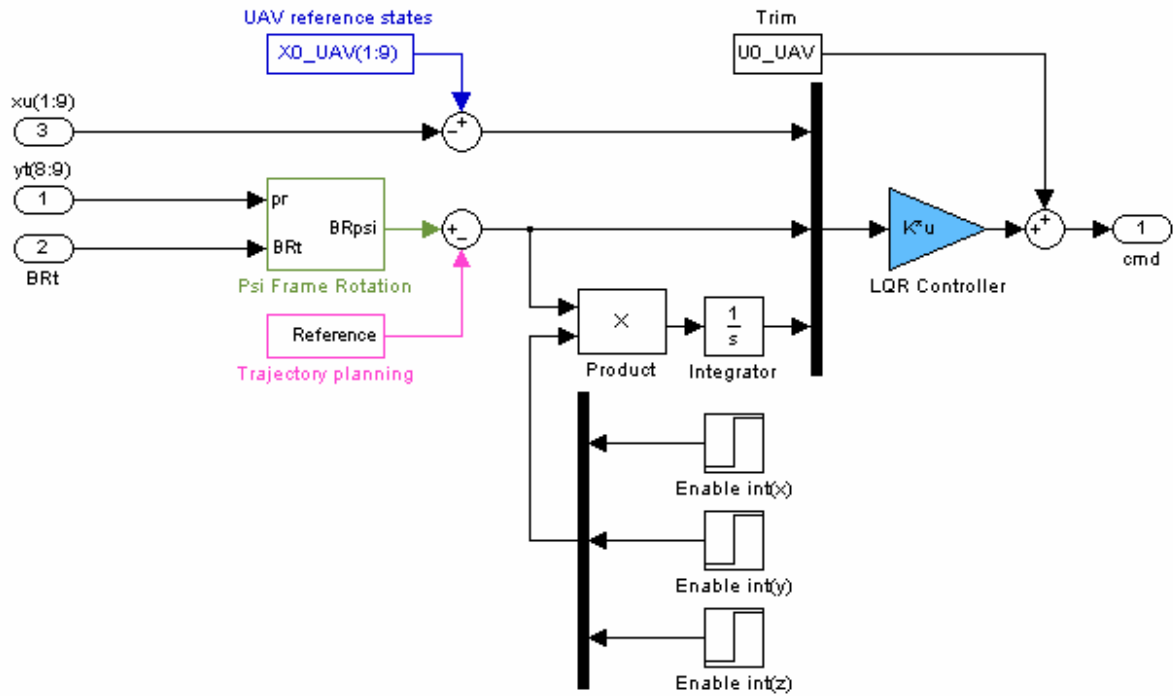 UAV reference states
Trim
X0_UAV(1:9)
U0_UAV
xu(1:9)
3
- +
yt(8:9)
1
pr
BRpsi
+ -
K*u
+ +
1
2
BRt
BRt
cmd
Psi Frame Rotation
LQR Controller
Reference
X
1
s
Trajectory planning
Product
Integrator
Enable int(x)
Enable int(y)
Enable int(z)